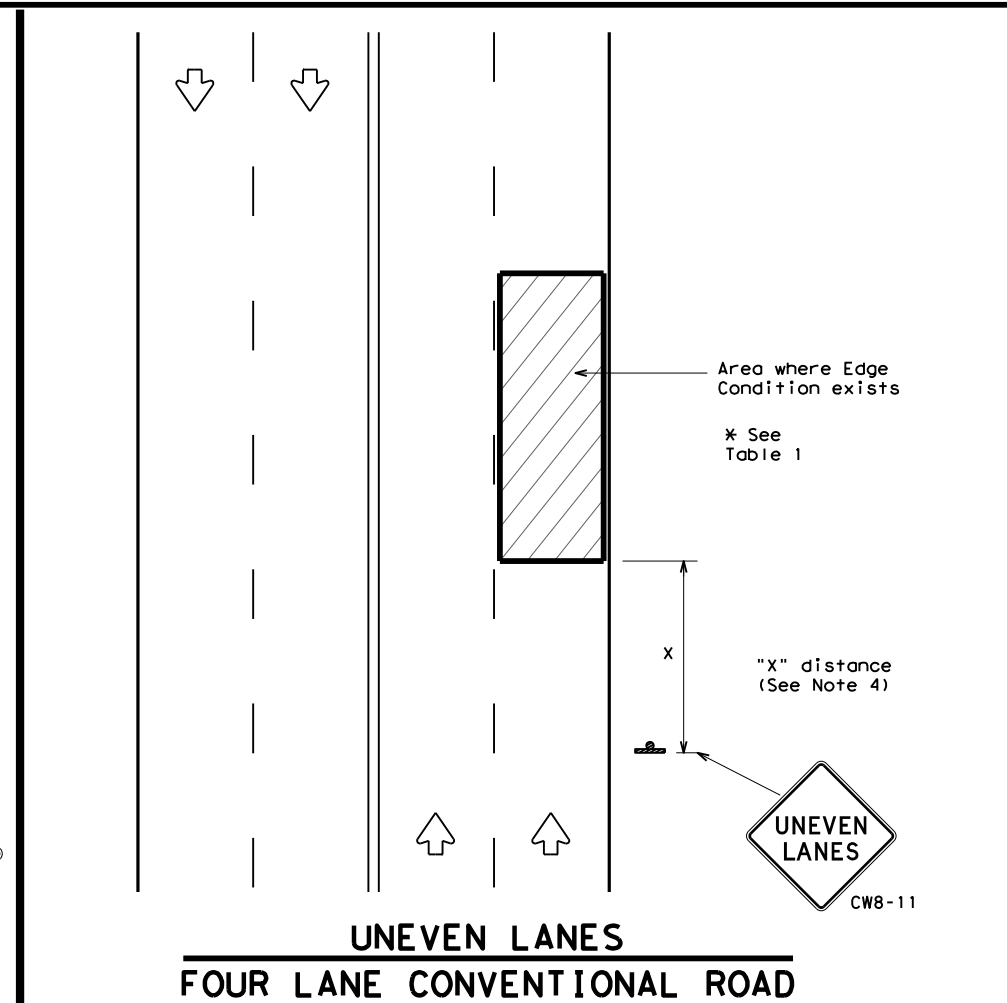 Area where Edge
Condition exists
* See
Table 1
X
"X" distance
(See Note 4)
UNEVEN
LANES
CW8-11
UNEVEN LANES
FOUR LANE CONVENTIONAL ROAD